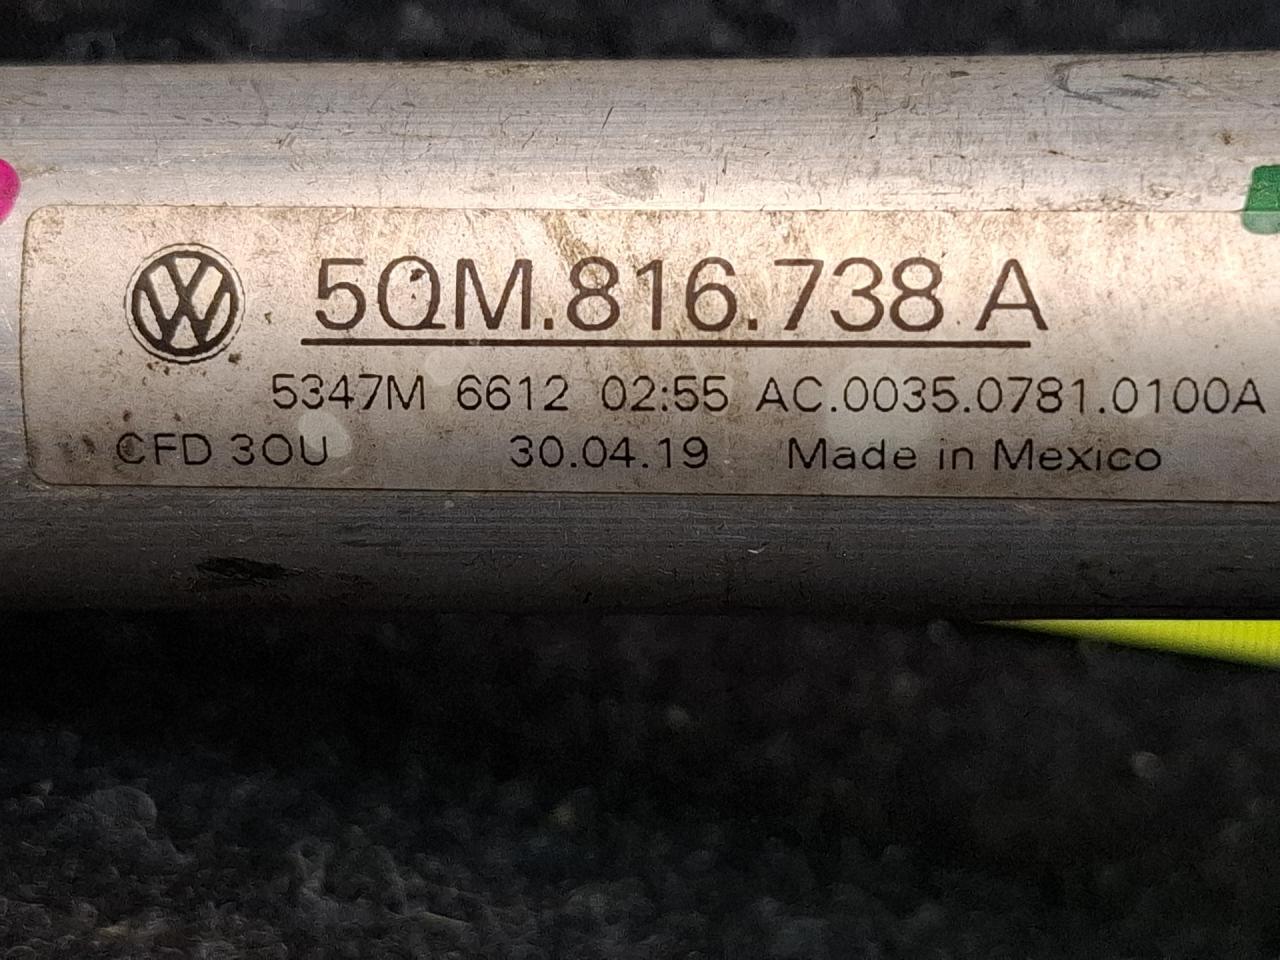 5QM.816.738 A
5347M 6612 02:55 AC.0035.0781.0100A
CFD 3OU 30.04.19 Made in Mexico